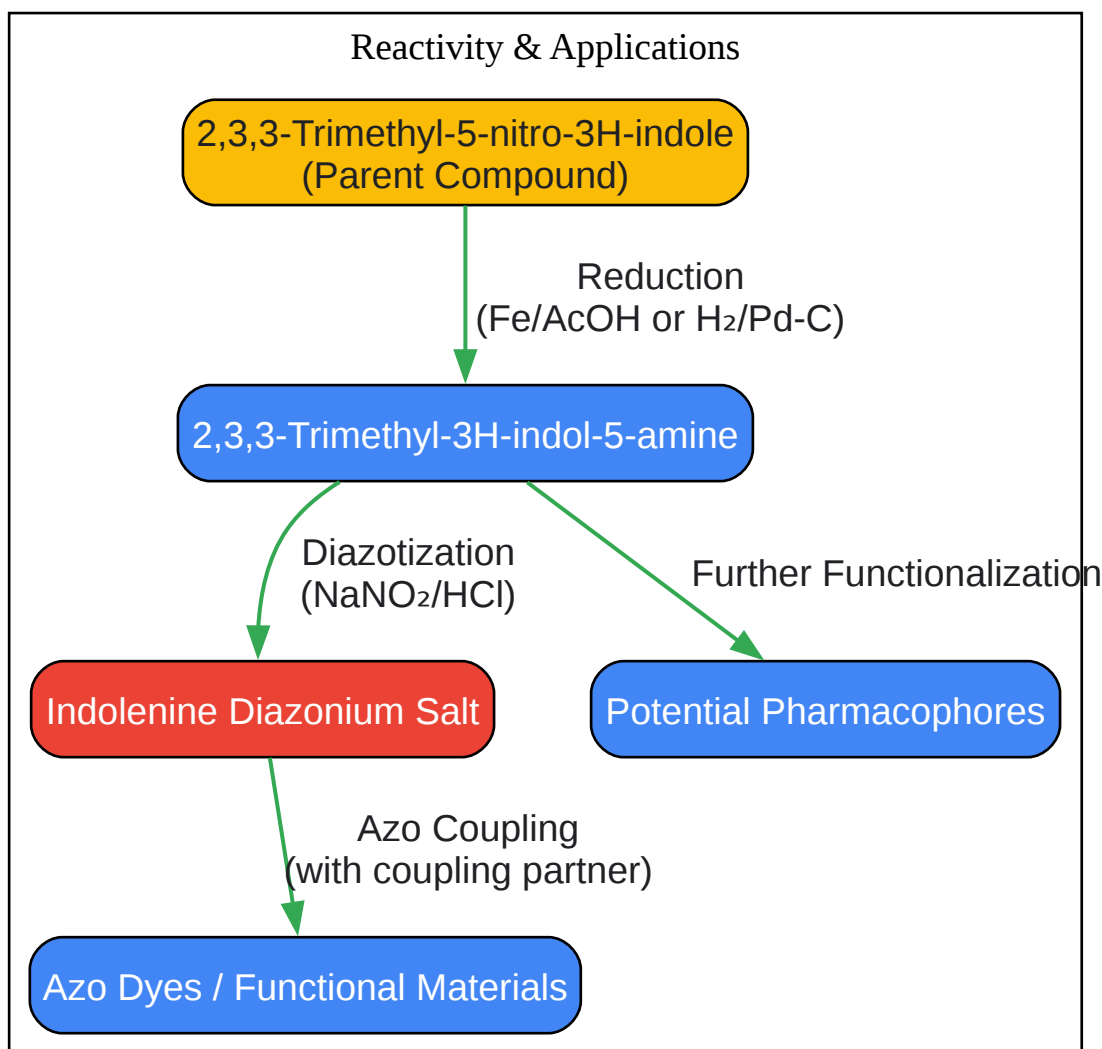 Reactivity & Applications
2,3,3-Trimethyl-5-nitro-3H-indole
(Parent Compound)
Reduction
(Fe/AcOH or H₂/Pd-C)
2,3,3-Trimethyl-3H-indol-5-amine
Diazotization
(NaNO₂/HCl)
Further Functionalization
Indolenine Diazonium Salt
Potential Pharmacophores
Azo Coupling
(with coupling partner)
Azo Dyes / Functional Materials